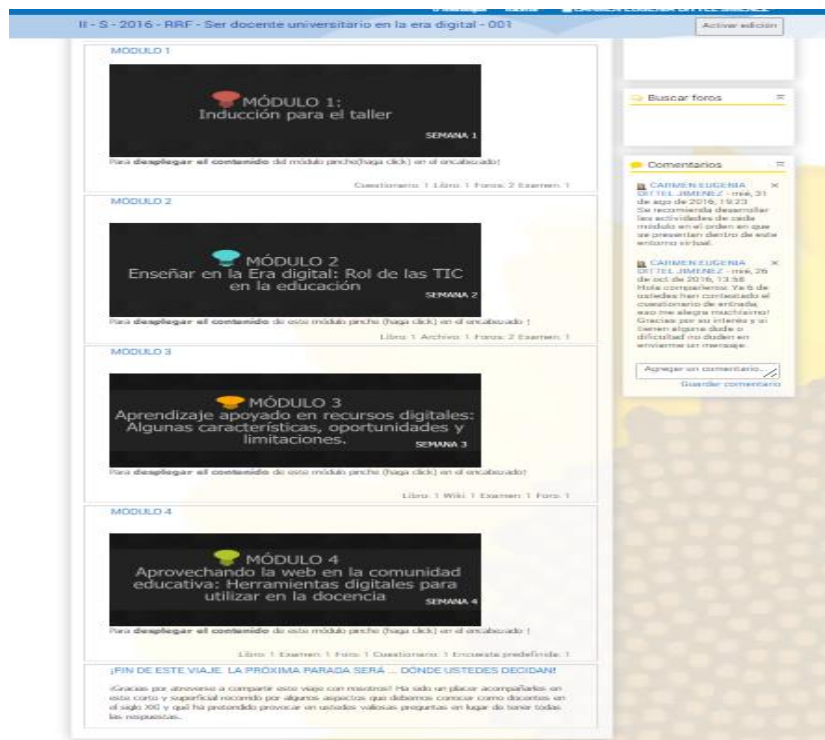 II - S - 2016 - RRF - Ser docente universitario en la era digital - 001
Activar edición
MÓDULO 1
MÓDULO 1:
Inducción para el taller
SEMANA 1
Para desplegar el contenido del módulo pinche(haga click) en el encabezado!
Cuestionario: 1 Libro: 1 Foros: 2 Examen: 1
MÓDULO 2
MÓDULO 2
Enseñar en la Era digital: Rol de las TIC
en la educación
SEMANA 2
Para desplegar el contenido de este módulo pinche(haga click) en el encabezado !
Libro: 1 Archivo: 1 Foros: 2 Examen: 1
MÓDULO 3
MÓDULO 3
Aprendizaje apoyado en recursos digitales:
Algunas características, oportunidades y
limitaciones.
SEMANA 3
Para desplegar el contenido de este módulo pinche (haga click) en el encabezado!
Libro: 1 Wiki: 1 Examen: 1 Foro: 1
MÓDULO 4
MÓDULO 4
Aprovechando la web en la comunidad
educativa: Herramientas digitales para
utilizar en la docencia
SEMANA 4
Para desplegar el contenido de este módulo pinche (haga click) en el encabezado !
Libro: 1 Examen: 1 Foro: 1 Cuestionario: 1 Encuesta predefinida: 1
¡FIN DE ESTE VIAJE. LA PRÓXIMA PARADA SERÁ ... DONDE USTEDES DECIDAN!
¡Gracias por atreverse a compartir este viaje con nosotros! Ha sido un placer acompañarles en
este corto y superficial recorrido por algunos aspectos que debemos conocer como docentes en
el siglo XXI y qué ha pretendido provocar en ustedes valiosas preguntas en lugar de tener todas
las respuestas.
Buscar foros
Comentarios
CARMEN EUGENIA
DITTEL JIMENEZ - mié, 31
de ago de 2016, 19:23
Se recomienda desarrollar
las actividades de cada
módulo en el orden en que
se presentan dentro de este
entorno virtual.
CARMEN EUGENIA
DITTEL JIMENEZ - mié, 26
de oct de 2016, 13:56
Hola compañeros: Ya 6 de
ustedes han contestado el
cuestionario de entrada,
eso me alegra muchísimo!
Gracias por su interés y si
tienen alguna duda o
dificultad no duden en
enviarme un mensaje.
Agregar un comentario...
Guardar comentario